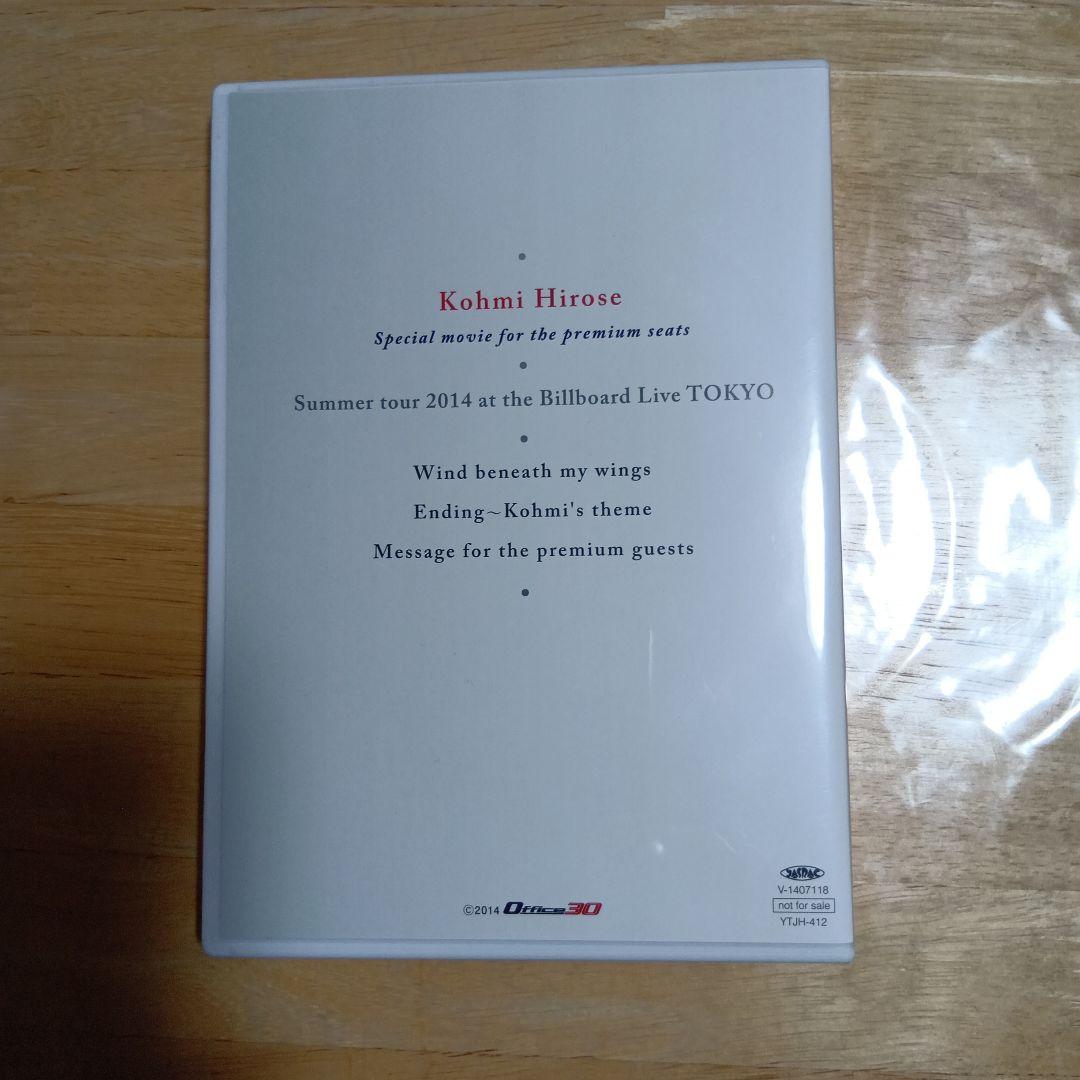 Kohmi Hirose
Special movie for the premium seats
Summer tour 2014 at the Billboard Live TOKYO
Wind beneath my wings
Ending~Kohmi's theme
Message for the premium guests
JASRAC
V-1407118
not for sale
YTJH-412
©2014 Office30